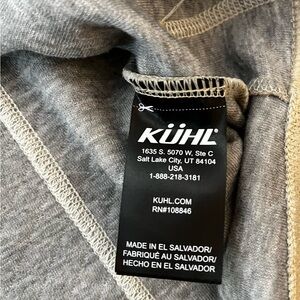 KÜHL
1635 S. 5070 W, Ste C
Salt Lake City, UT 84104
USA
1-888-218-3181
KUHL.COM
RN#108846
MADE IN EL SALVADOR/
FABRIQUÉ AU SALVADOR/
HECHO EN EL SALVADOR